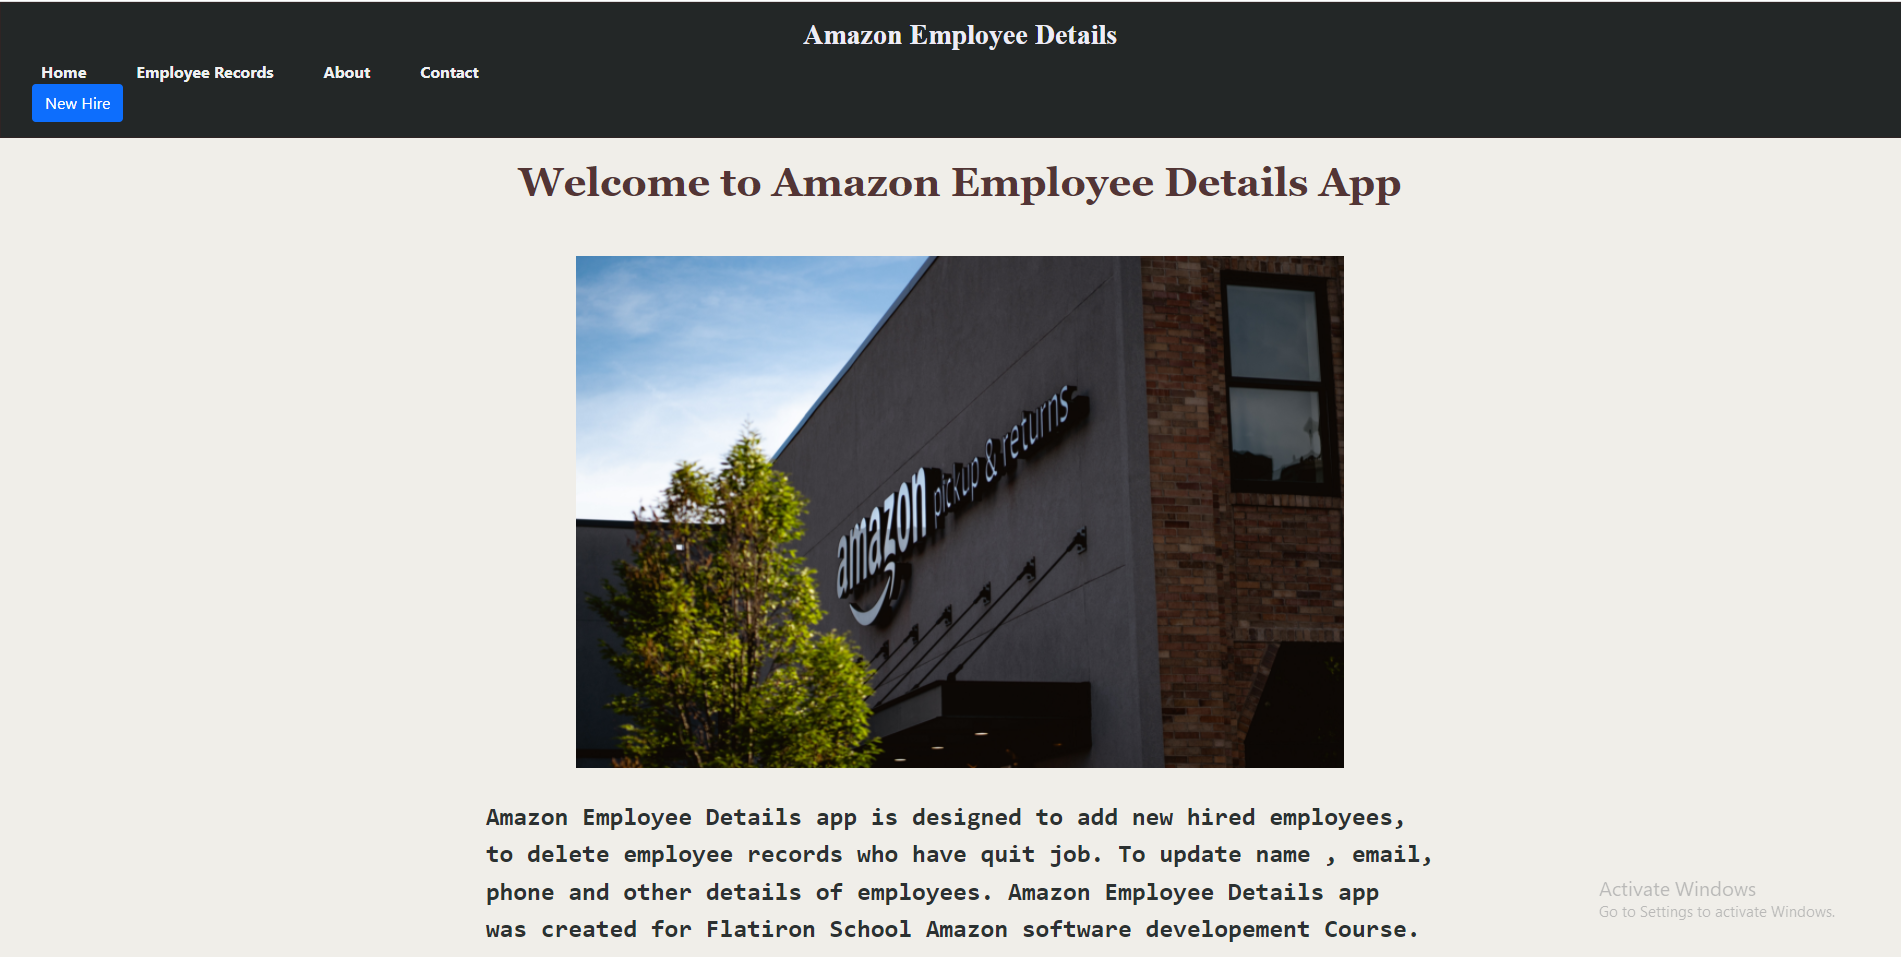 Amazon Employee Details
Home Employee Records About Contact
New Hire
Welcome to Amazon Employee Details App
amazon pickup & returns
Amazon Employee Details app is designed to add new hired employees,
to delete employee records who have quit job. To update name , email,
phone and other details of employees. Amazon Employee Details app
was created for Flatiron School Amazon software developement Course.
Activate Windows
Go to Settings to activate Windows.